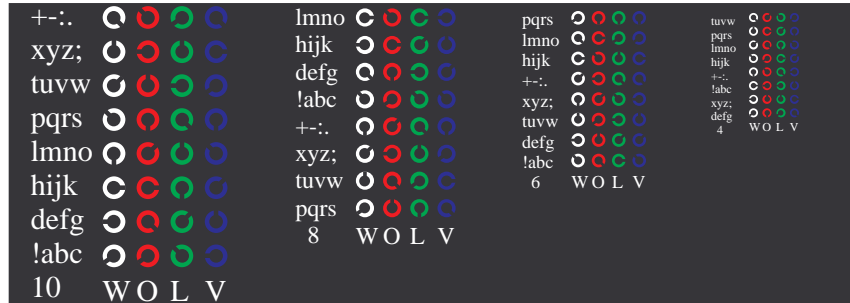 +-:.
xyz;
tuvw
pqrs
lmno
hijk
defg
!abc
10 W O L V
lmno
hijk
defg
!abc
+-:.
xyz;
tuvw
pqrs
8 W O L V
pqrs
lmno
hijk
+-:.
xyz;
tuvw
defg
!abc
6 W O L V
tuvw
pqrs
lmno
hijk
+-:.
!abc
xyz;
defg
4 W O L V